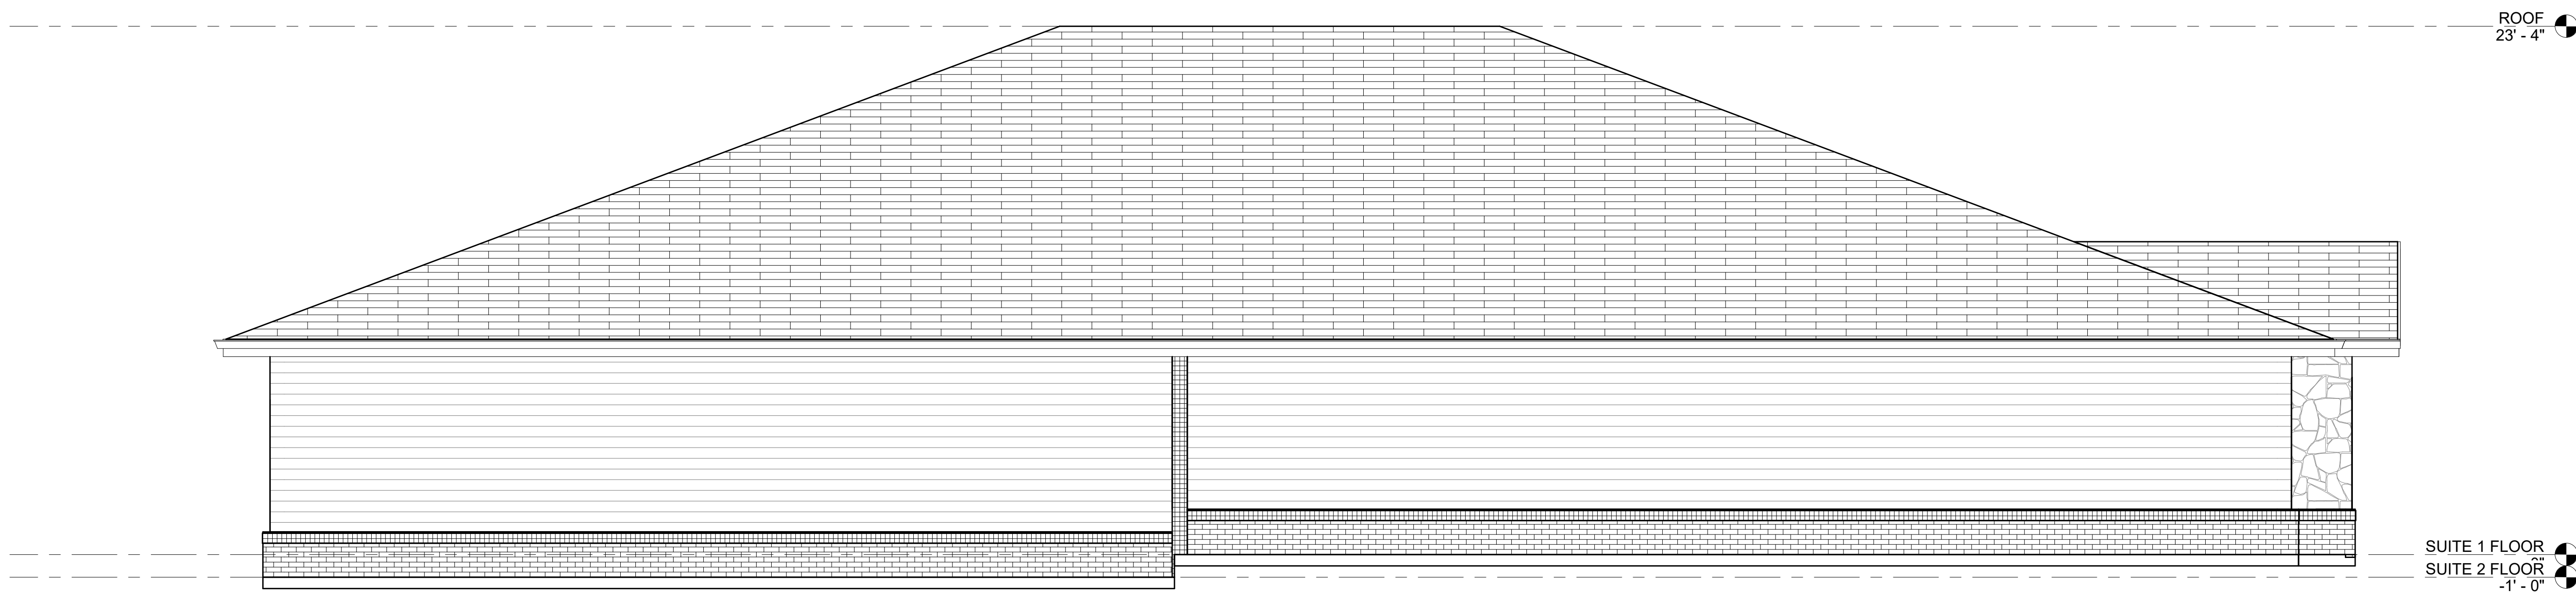 ROOF
23' - 4"
SUITE 1 FLOOR
SUITE 2 FLOOR
-1' - 0"